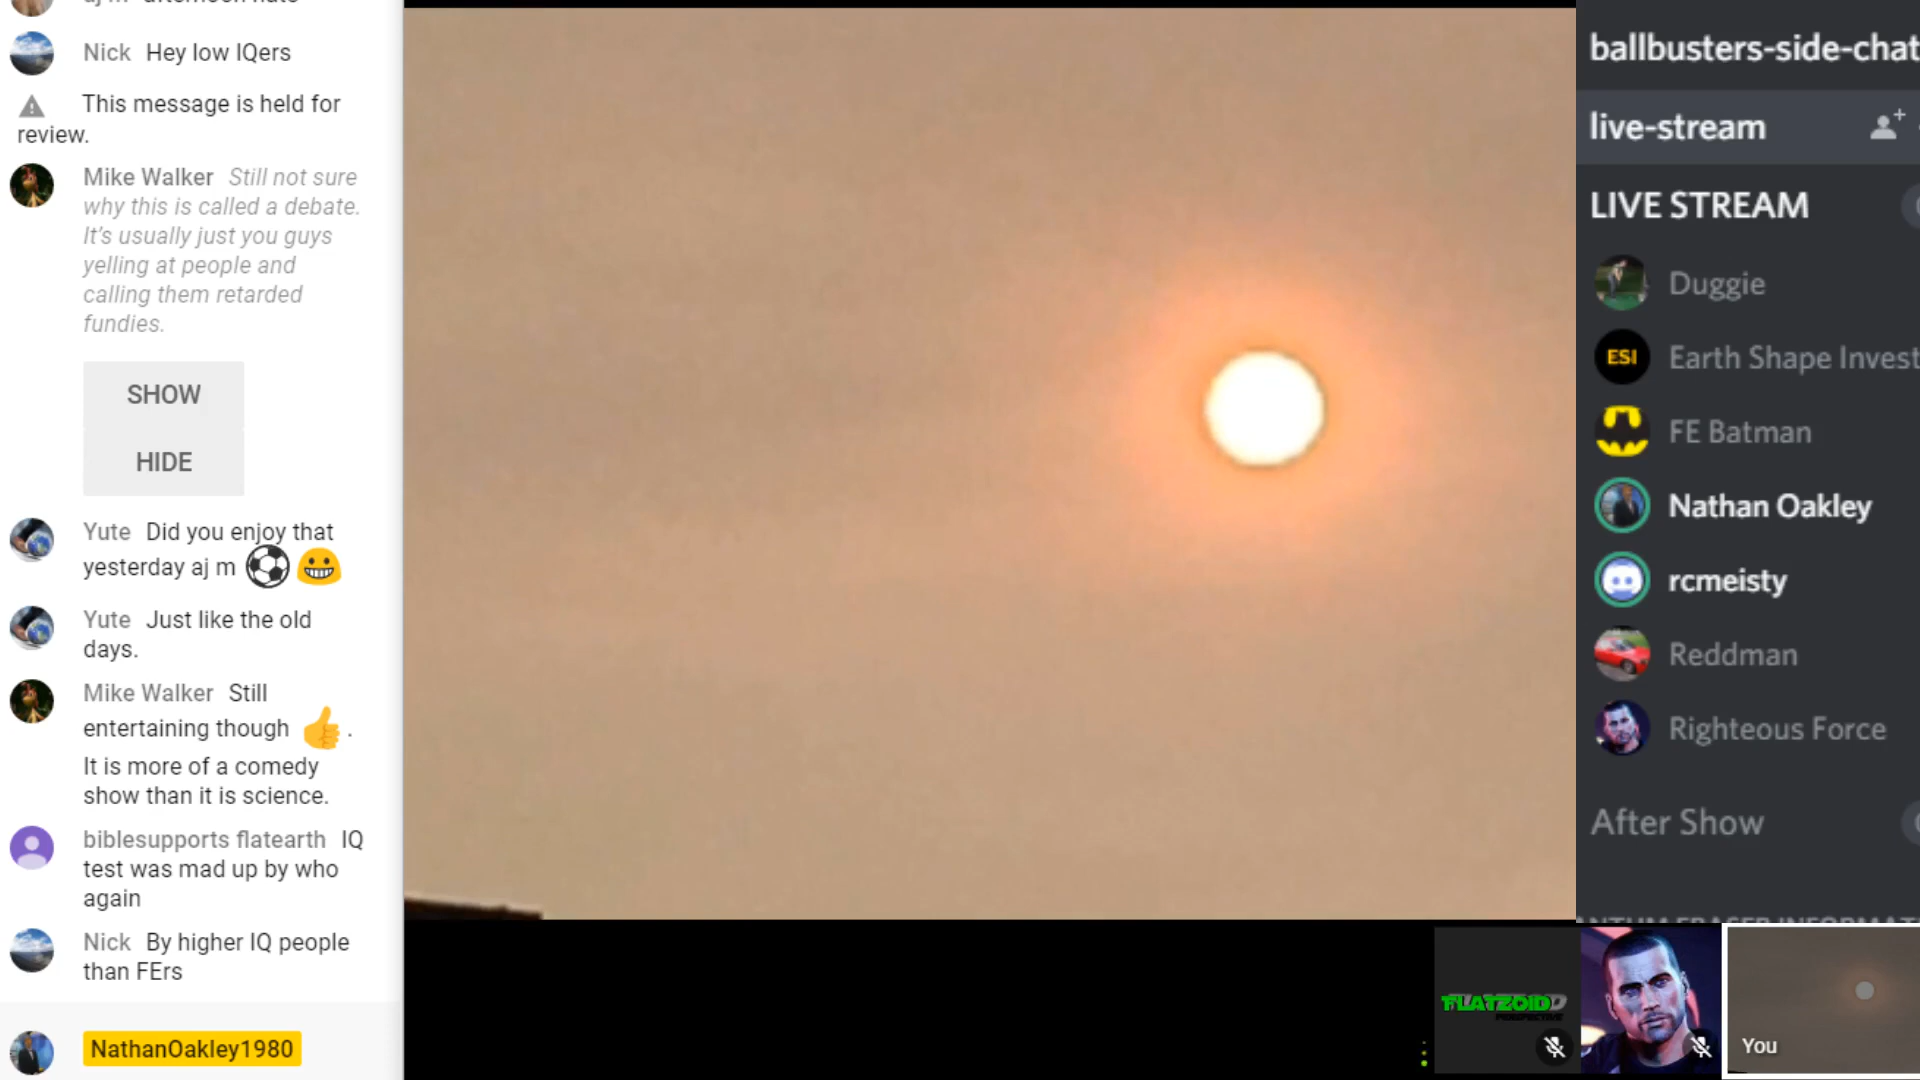 Nick Hey low IQers
This message is held for
review.
Mike Walker Still not sure
why this is called a debate.
It's usually just you guys
yelling at people and
calling them retarded
fundies.
SHOW
HIDE
Yute Did you enjoy that
yesterday aj m
Yute Just like the old
days.
Mike Walker Still
entertaining though .
It is more of a comedy
show than it is science.
biblesupports flatearth IQ
test was mad up by who
again
Nick By higher IQ people
than FErs
NathanOakley1980
ballbusters-side-chat
live-stream
LIVE STREAM
Duggie
ESI
Earth Shape Invest
FE Batman
Nathan Oakley
rcmeisty
Reddman
Righteous Force
After Show
FLATZOIDD
PERSPECTIVE
You